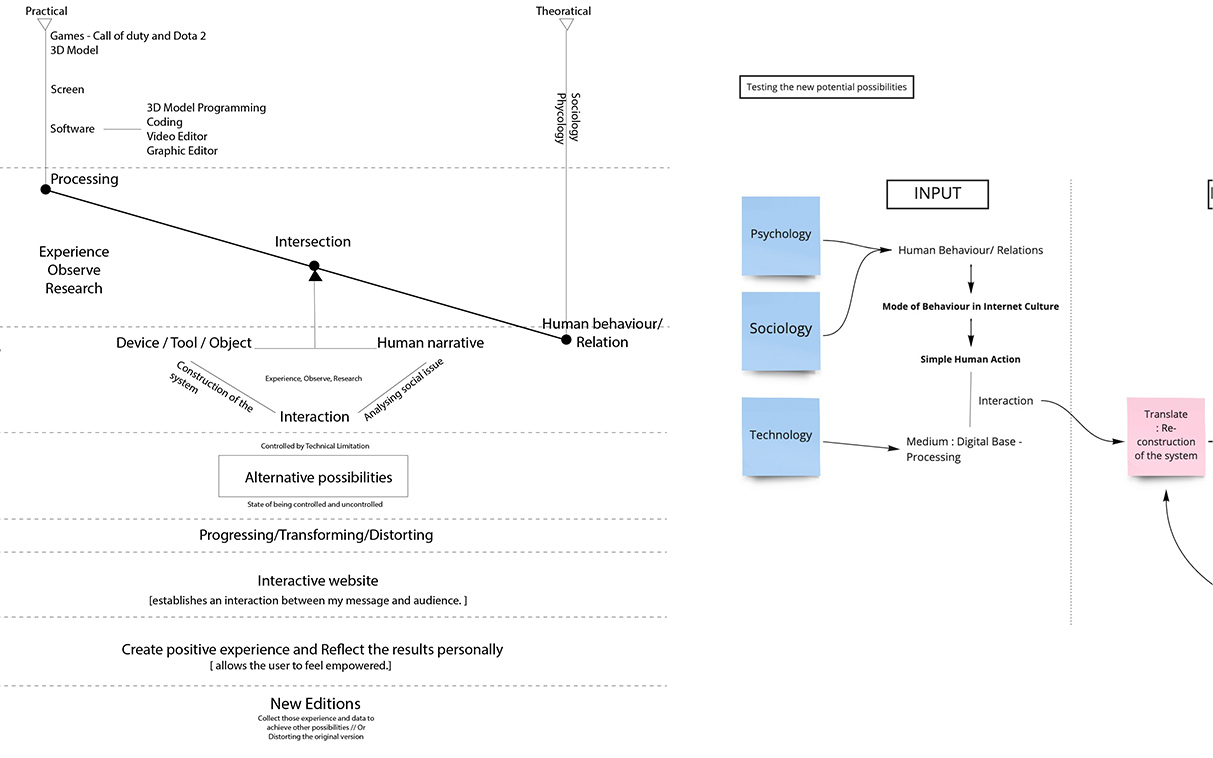 Practical
Theoratical
Games - Call of duty and Dota 2
3D Model
Screen
Software
3D Model Programming
Coding
Video Editor
Graphic Editor
Sociology
Phycology
Processing
Intersection
Experience
Observe
Research
Human behaviour/
Relation
Device / Tool / Object
Human narrative
Experience, Observe, Research
Construction of the
system
Analysing social issue
Interaction
Controlled by Technical Limitation
Alternative possibilities
State of being controlled and uncontrolled
Progressing/Transforming/Distorting
Interactive website
[establishes an interaction between my message and audience. ]
Create positive experience and Reflect the results personally
[ allows the user to feel empowered.]
New Editions
Collect those experience and data to
achieve other possibilities // Or
Distorting the original version
Testing the new potential possibilities
INPUT
Psychology
Sociology
Technology
Human Behaviour/ Relations
Mode of Behaviour in Internet Culture
Simple Human Action
Interaction
Medium : Digital Base -
Processing
Translate
: Re-
construction
of the system